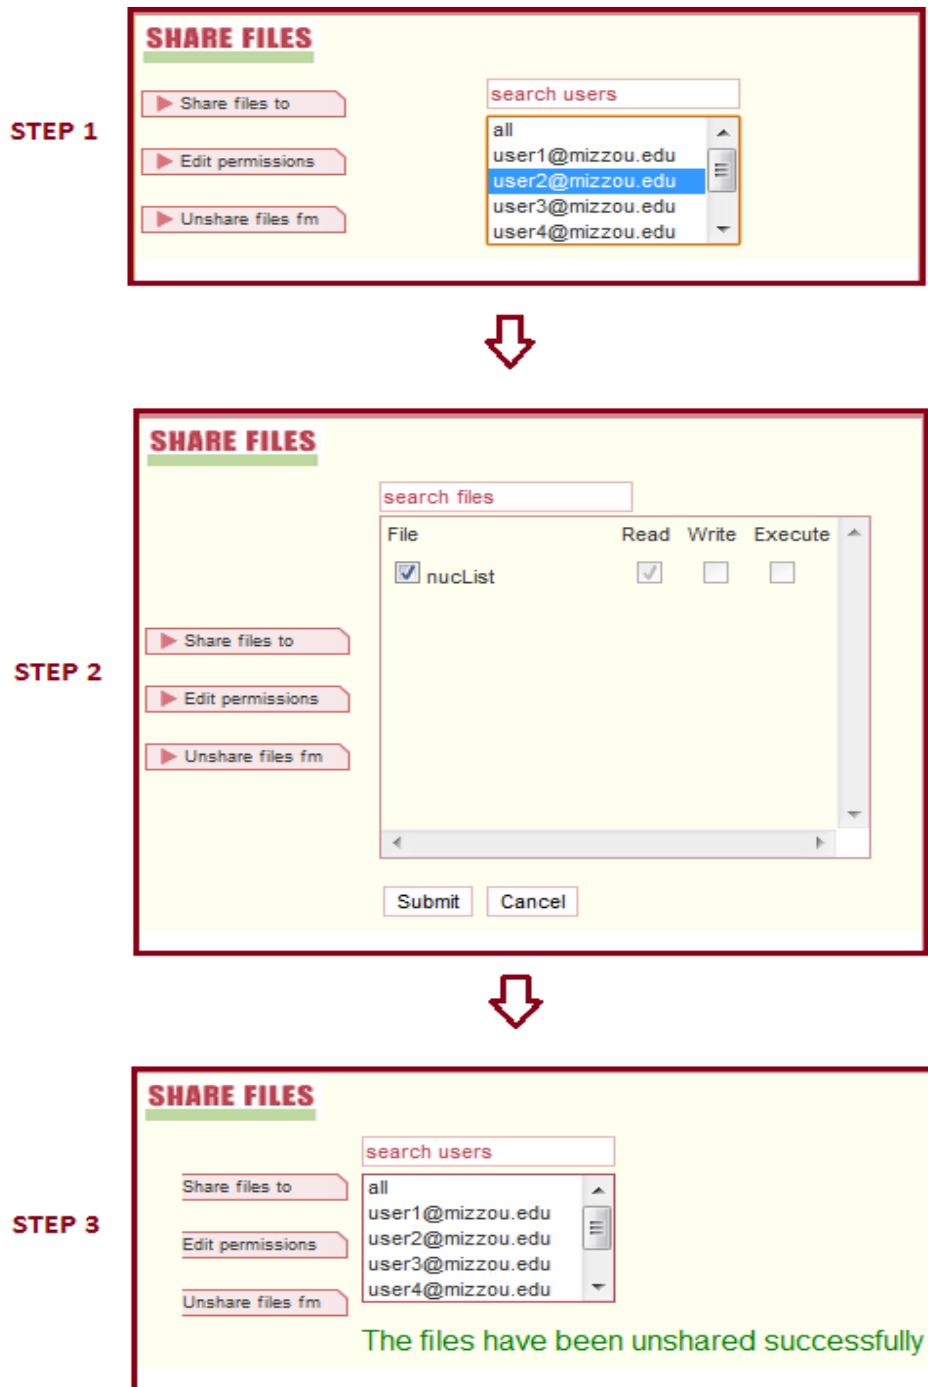 SHARE FILES
search users
STEP 1
Share files to
Edit permissions
Unshare files fm
all
user1@mizzou.edu
user2@mizzou.edu
user3@mizzou.edu
user4@mizzou.edu
SHARE FILES
search files
File Read Write Execute
nucList
STEP 2
Share files to
Edit permissions
Unshare files fm
Submit Cancel
SHARE FILES
search users
STEP 3
Share files to
Edit permissions
Unshare files fm
all
user1@mizzou.edu
user2@mizzou.edu
user3@mizzou.edu
user4@mizzou.edu
The files have been unshared successfully